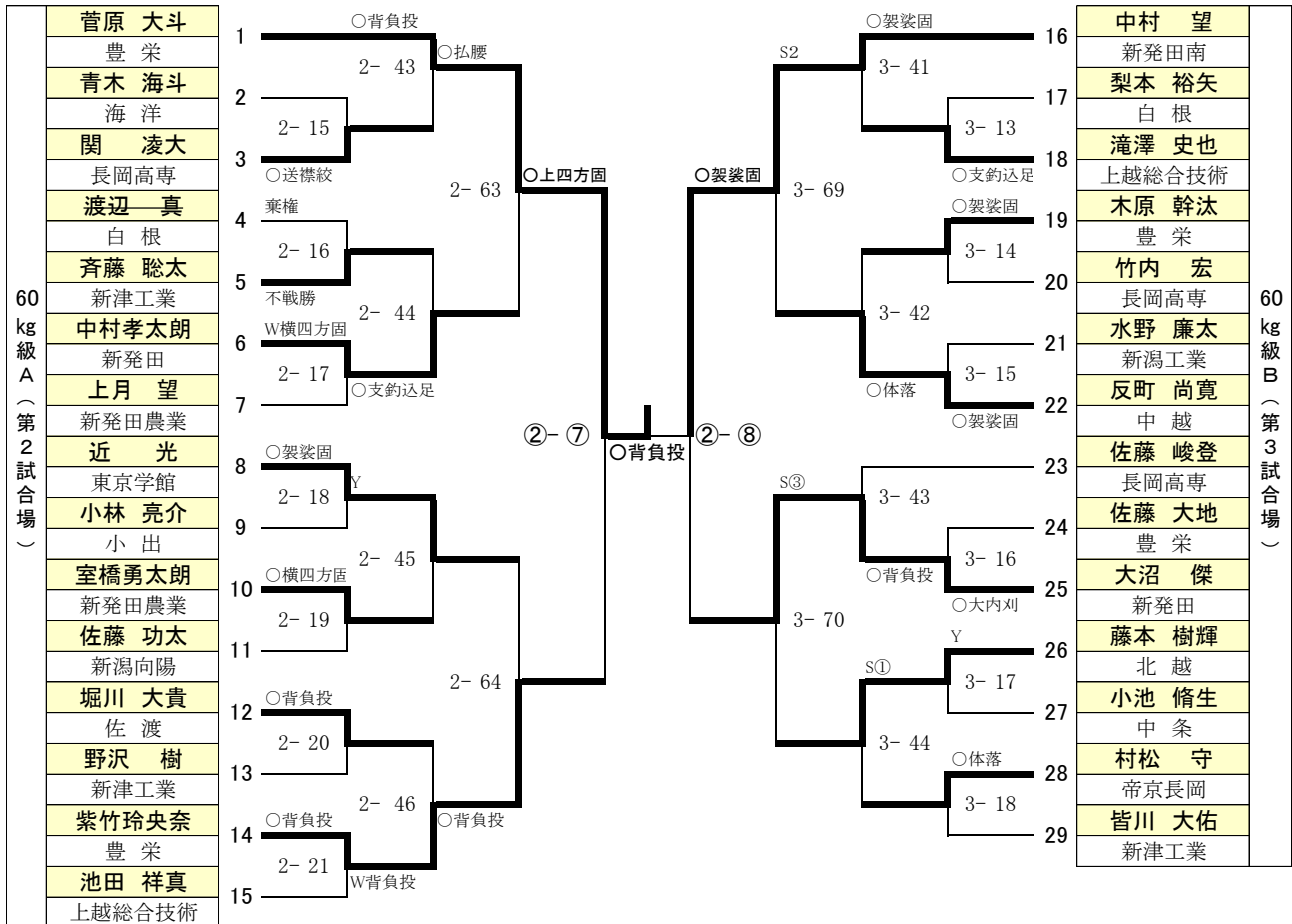 60kg級A（第2試合場）
菅原 大斗
豊 栄
青木 海斗
海 洋
関 凌大
長岡高専
渡辺 真
白 根
斉藤 聡太
新津工業
中村孝太朗
新発田
上月 望
新発田農業
近 光
東京学館
小林 亮介
小 出
室橋勇太朗
新発田農業
佐藤 功太
新潟向陽
堀川 大貴
佐 渡
野沢 樹
新津工業
紫竹玲央奈
豊 栄
池田 祥真
上越総合技術
1
2
3
4
5
6
7
8
9
10
11
12
13
14
15
○背負投
2- 43
○払腰
2- 15
○送襟絞
2- 63
○上四方固
棄権
2- 16
不戦勝
2- 44
W横四方固
2- 17
○支釣込足
②- ⑦
○背負投
②- ⑧
○袈裟固
2- 18
Y
2- 45
○横四方固
2- 19
2- 64
○背負投
2- 20
2- 46
○背負投
○背負投
2- 21
W背負投
○袈裟固
S2
3- 41
3- 13
○支釣込足
○袈裟固
3- 69
○袈裟固
3- 14
3- 42
3- 15
○体落
○袈裟固
S③
3- 43
3- 16
○背負投
○大内刈
3- 70
Y
S①
3- 17
3- 44
○体落
3- 18
16
17
18
19
20
21
22
23
24
25
26
27
28
29
中村 望
新発田南
梨本 裕矢
白 根
滝澤 史也
上越総合技術
木原 幹汰
豊 栄
竹内 宏
長岡高専
水野 廉太
新潟工業
反町 尚寛
中 越
佐藤 峻登
長岡高専
佐藤 大地
豊 栄
大沼 傑
新発田
藤本 樹輝
北 越
小池 脩生
中 条
村松 守
帝京長岡
皆川 大佑
新津工業
60kg級B（第3試合場）